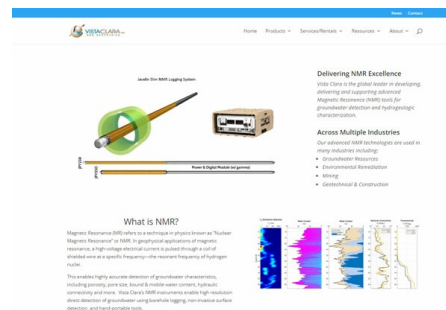 News Contact
VISTACLARA INC.
Home Products Services/Rentals Resources About
Javelin Slim NMR Logging System
JPY150
JPY150
Power & Digital Module (w/ gamma)
Delivering NMR Excellence
Vista Clara is the global leader in developing,
delivering and supporting advanced
Magnetic Resonance (NMR) tools for
groundwater detection and hydrogeologic
characterization.
Across Multiple Industries
Our advanced NMR technologies are used in
many industries including:
Groundwater Resources
Environmental Remediation
Mining
Geotechnical & Construction
What is NMR?
Magnetic Resonance (MR) refers to a technique in physics known as "Nuclear
Magnetic Resonance" or NMR. In geophysical applications of magnetic
resonance, a high-voltage electrical current is pulsed through a coil of
shielded wire at a specific frequency—the resonant frequency of hydrogen
nuclei.
This enables highly accurate detection of groundwater characteristics,
including porosity, pore size, bound & mobile water content, hydraulic
connectivity and more. Vista Clara's NMR instruments enable high resolution
direct detection of groundwater using borehole logging, non-invasive surface
detection, and hand-portable tools.